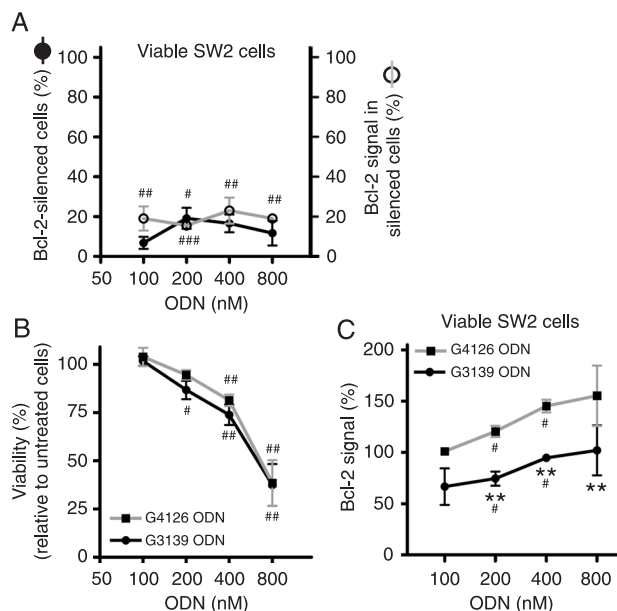 A
Viable SW2 cells
Bcl-2-silenced cells (%)
Bcl-2 signal in
silenced cells (%)
100
80
60
40
20
0
100
80
60
40
20
0
##
#
##
##
###
50 100 200 400 800
ODN (nM)
B
Viability (%)
(relative to untreated cells)
100
75
50
25
0
##
#
##
##
##
G4126 ODN
G3139 ODN
50 100 200 400 800
ODN (nM)
C
Viable SW2 cells
G4126 ODN
G3139 ODN
Bcl-2 signal (%)
200
150
100
50
0
#
#
**
#
**
#
**
100 200 400 800
ODN (nM)